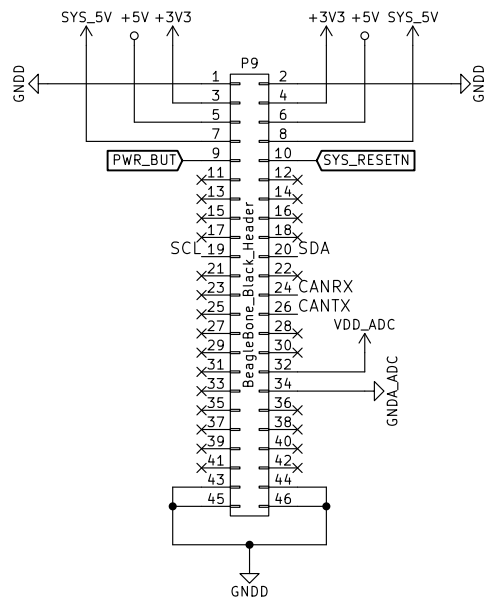 SYS_5V +5V +3V3 +3V3 +5V SYS_5V
P9
GNDD 1 2 GNDD
3 4
5 6
7 8
PWR_BUT 9 10 SYS_RESETN
11 12
13 14
15 16
17 18
SCL 19 20 SDA
21 22
23 24 CANRX
25 26 CANTX
27 28 VDD_ADC
29 30
31 32
33 34 GNDA_ADC
35 36
37 38
39 40
41 42
43 44
45 46
BeagleBone_Black_Header
GNDD